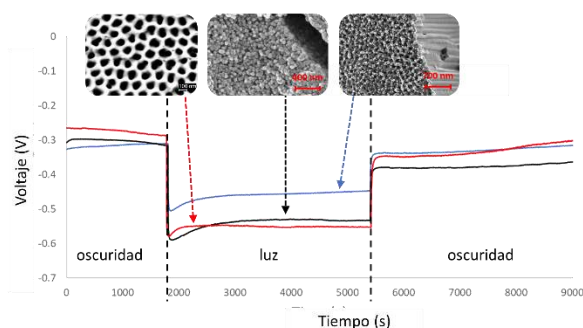 0
-0.1
-0.2
-0.3
-0.4
-0.5
-0.6
-0.7
Voltaje (V)
100 nm
400 nm
200 nm
oscuridad
luz
oscuridad
0
1000
2000
3000
4000
5000
6000
7000
8000
9000
Tiempo (s)